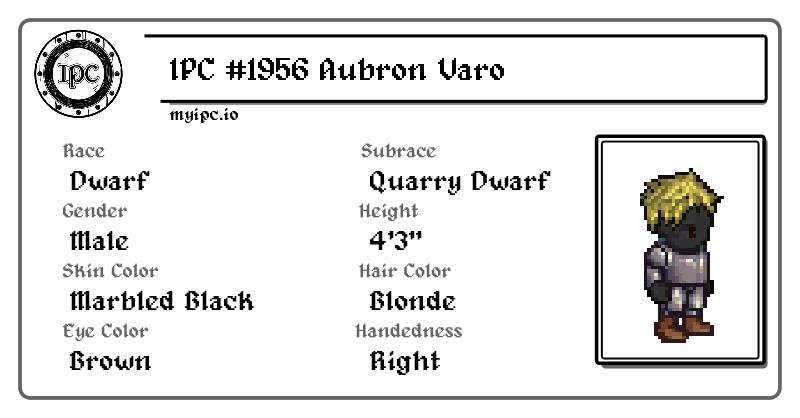 IPC
IPC #1956 Aubron Varo
myipc.io
Race
Dwarf
Subrace
Quarry Dwarf
Gender
Male
Height
4'3"
Skin Color
Marbled Black
Hair Color
Blonde
Eye Color
Brown
Handedness
Right